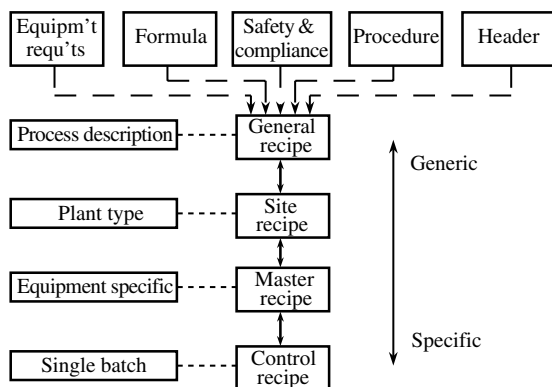 Equipm't
requ'ts
Formula
Safety &
compliance
Procedure
Header
Process description
General
recipe
Generic
Plant type
Site
recipe
Equipment specific
Master
recipe
Specific
Single batch
Control
recipe